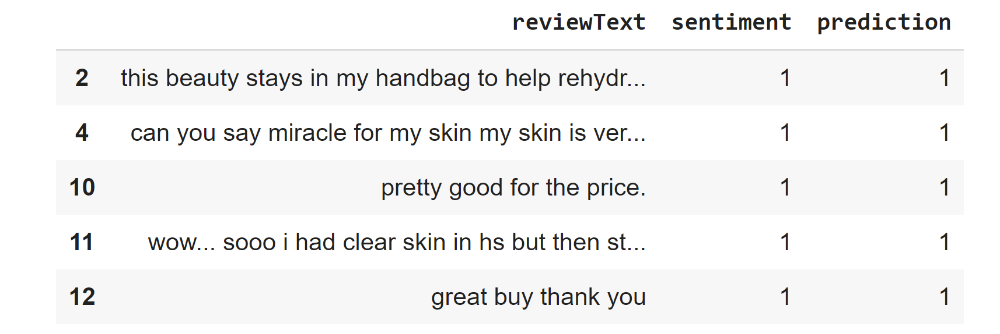 reviewText sentiment prediction
2 this beauty stays in my handbag to help rehydr... 1 1
4 can you say miracle for my skin my skin is ver... 1 1
10 pretty good for the price. 1 1
11 wow... sooo i had clear skin in hs but then st... 1 1
12 great buy thank you 1 1